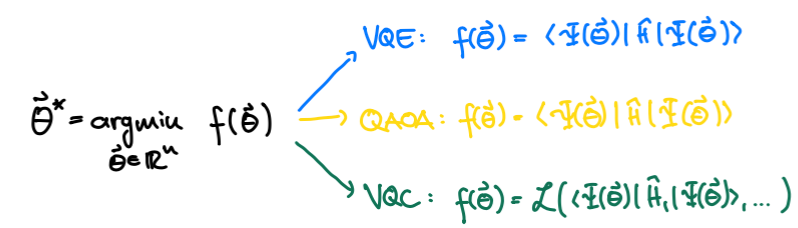 VQE: f(θ⃗) = ⟨Ψ(θ⃗)|Ĥ|Ψ(θ⃗)⟩
θ⃗* = argmin f(θ⃗)
θ⃗∈ℝⁿ
QAOA: f(θ⃗) = ⟨Ψ(θ⃗)|Ĥ|Ψ(θ⃗)⟩
VQC: f(θ⃗) = ℒ(⟨Ψ(θ⃗)|Ĥ₁|Ψ(θ⃗)⟩, ...)